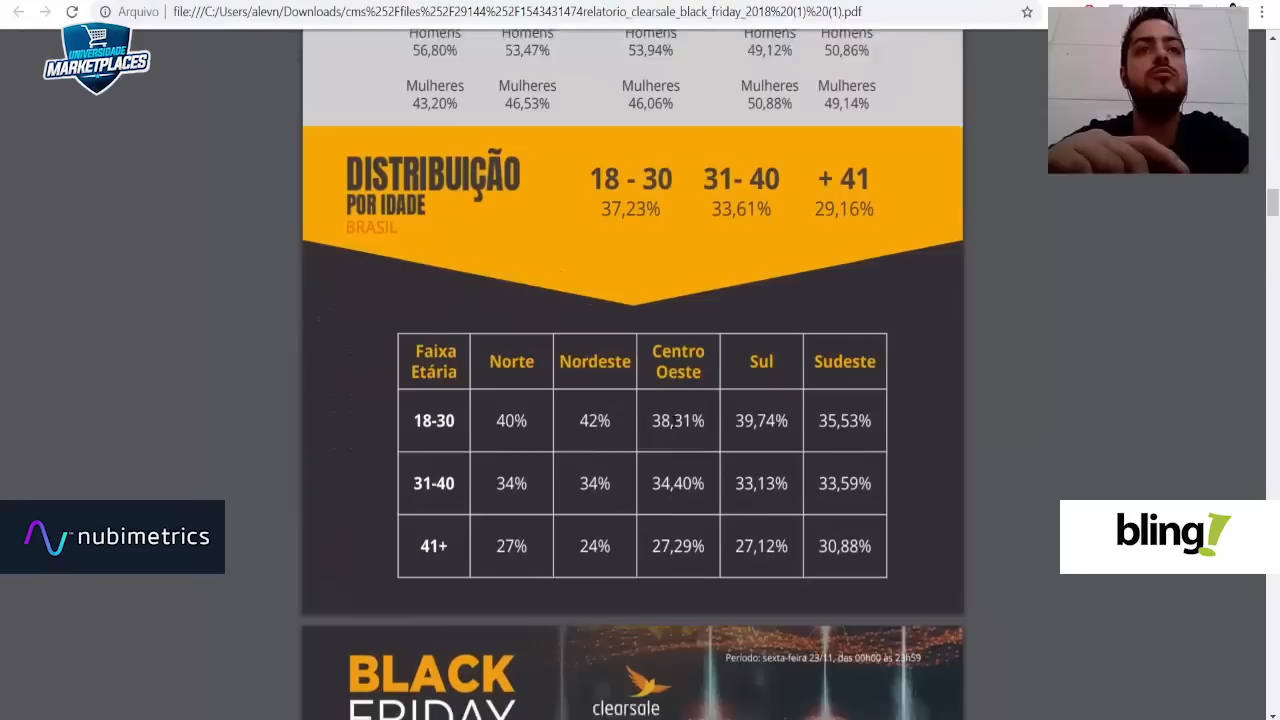 Arquivo | file:///C:/Users/alevn/Downloads/cms%252Ffiles%252F29144%252F1543431474relatorio_clearsale_black_friday_2018%20(1)%20(1).pdf
UNIVERSIDADE
MARKETPLACES
Homens Homens Homens Homens Homens
56,80% 53,47% 53,94% 49,12% 50,86%
Mulheres Mulheres Mulheres Mulheres Mulheres
43,20% 46,53% 46,06% 50,88% 49,14%
DISTRIBUIÇÃO
POR IDADE
BRASIL
18 - 30 31- 40 + 41
37,23% 33,61% 29,16%
Faixa Etária Norte Nordeste Centro Oeste Sul Sudeste
18-30 40% 42% 38,31% 39,74% 35,53%
31-40 34% 34% 34,40% 33,13% 33,59%
41+ 27% 24% 27,29% 27,12% 30,88%
nubimetrics
bling!
BLACK
FRIDAY
clearsale
Período: sexta-feira 23/11, das 00h00 às 23h59